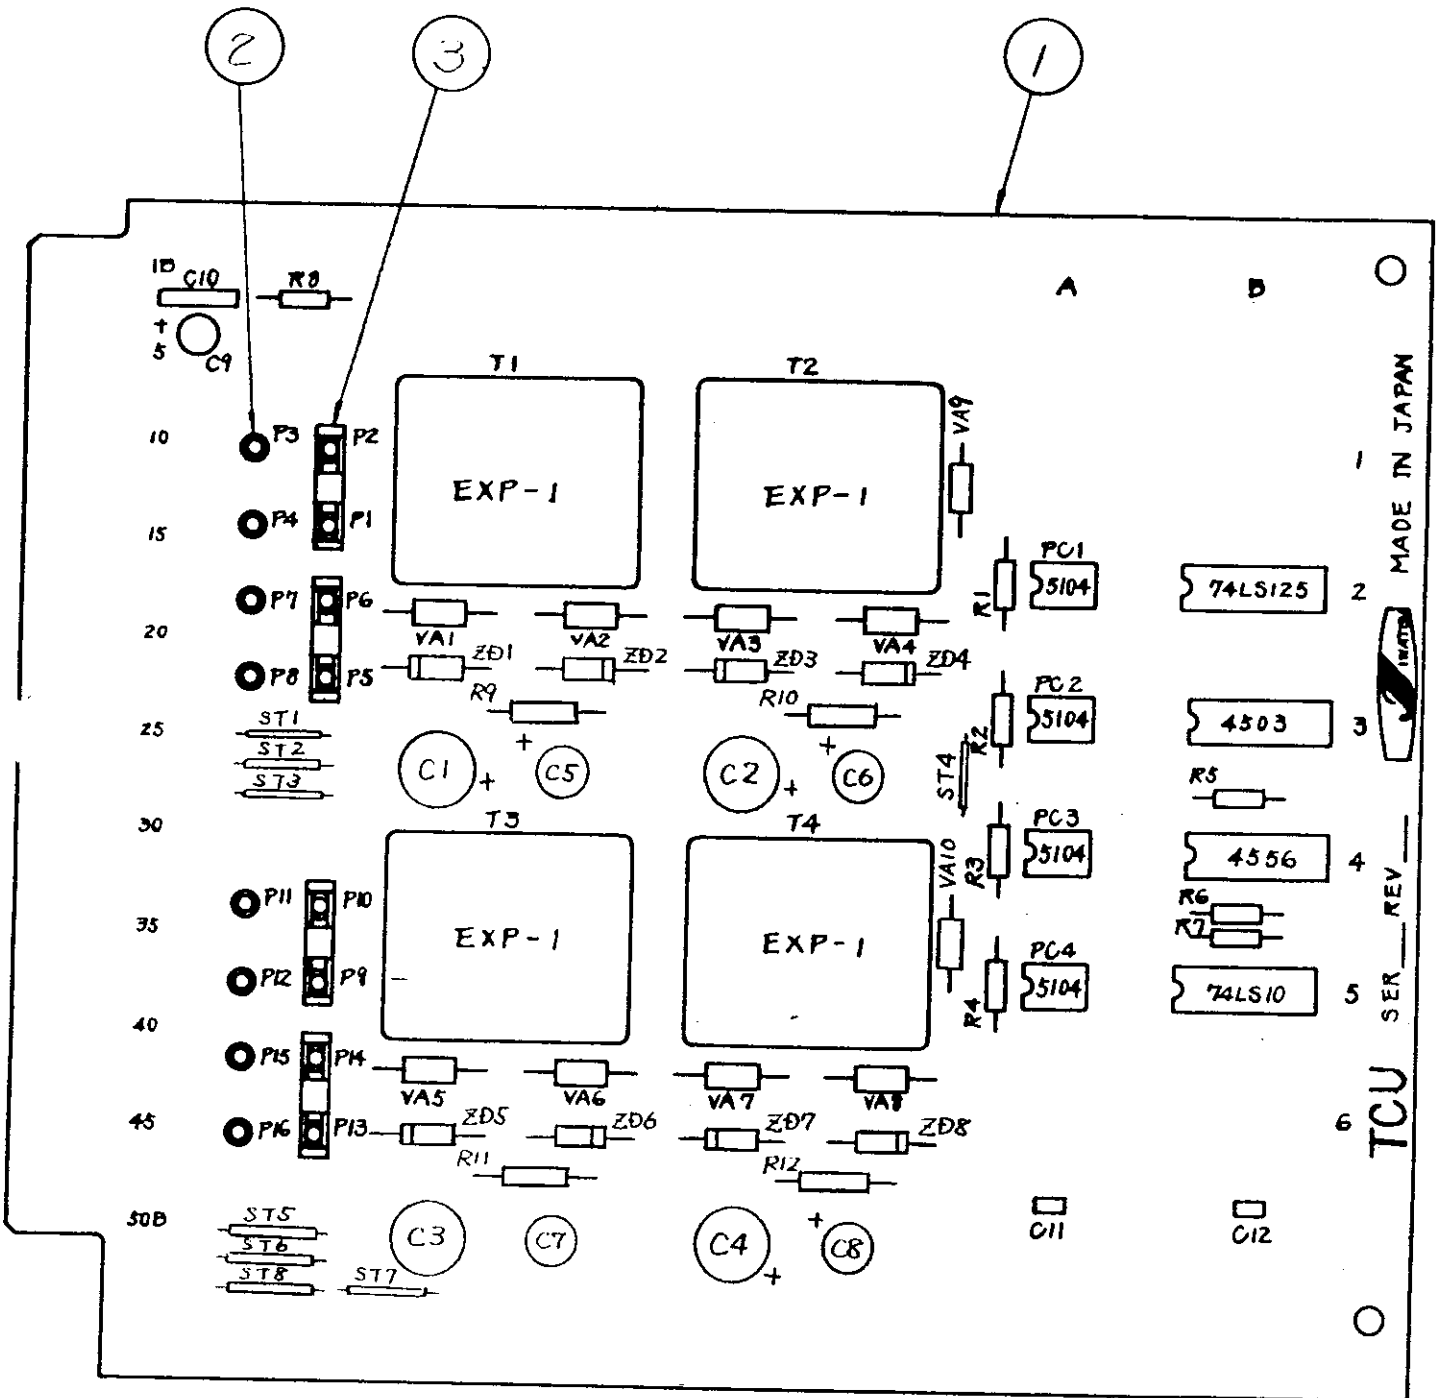 2 3 1
1B C10 R8
A B
+
5 C9
T1 T2
VA9
MADE IN JAPAN
10 P3 P2
EXP-1 EXP-1
1
15 P4 P1
PC1
R1 5104 74LS125 2
P7 P6
20 VA1 VA2 VA3 VA4
IWATSU
P8 P5 ZD1 ZD2 ZD3 ZD4
R9 R10 PC2
25 ST1 R2 5104 4503 3
ST2 + +
ST3 C1 + C5 C2 + C6 ST4
R5
30 T3 T4 PC3
VA10 R3 5104 4556 4
P11 P10 R6
35 EXP-1 EXP-1 R7
REV
P12 P9 PC4
R4 5104 74LS10 5
SER
40
P15 P14
VA5 VA6 VA7 VA8
TCU
45 P16 P13 ZD5 ZD6 ZD7 ZD8 6
R11 R12
50B ST5 +
C3 C7 C4 C8 C11 C12
ST6 +
ST8 ST7